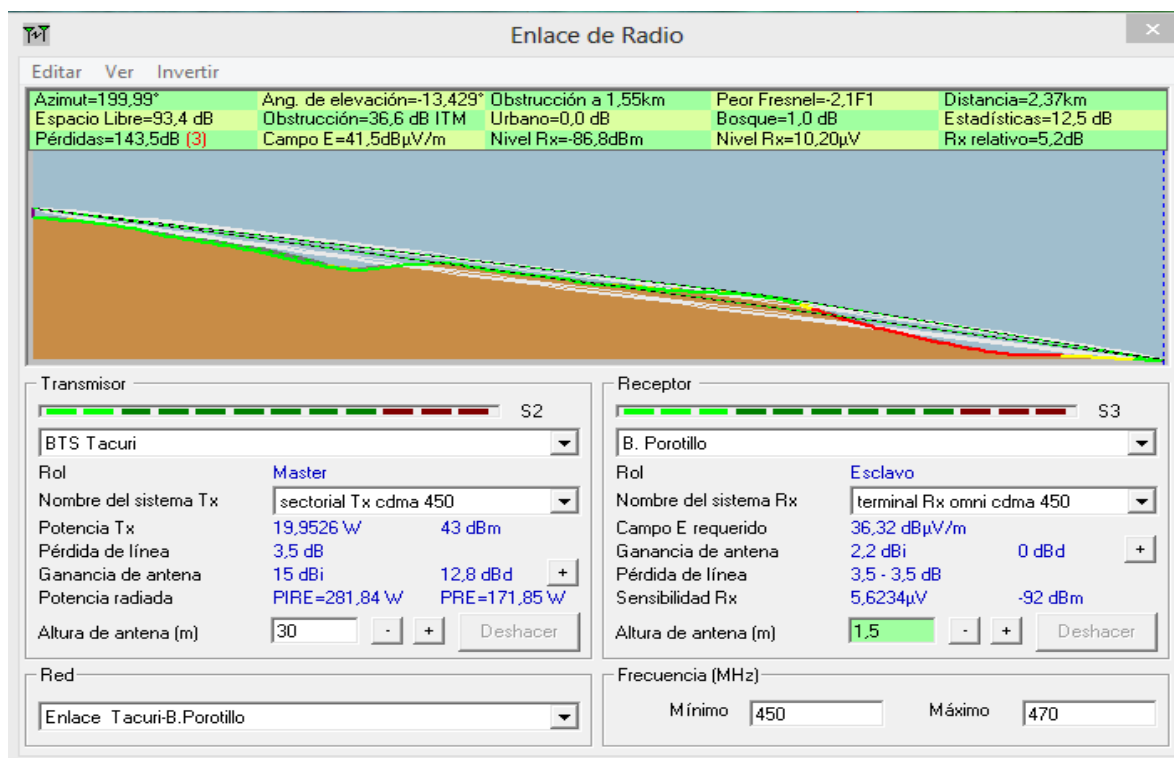 Enlace de Radio
Editar Ver Invertir
Azimut=199,99° Ang. de elevación=-13,429° Obstrucción a 1,55km Peor Fresnel=-2,1F1 Distancia=2,37km
Espacio Libre=93,4 dB Obstrucción=36,6 dB ITM Urbano=0,0 dB Bosque=1,0 dB Estadísticas=12,5 dB
Pérdidas=143,5dB (3) Campo E=41,5dBµV/m Nivel Rx=-86,8dBm Nivel Rx=10,20µV Rx relativo=5,2dB
Transmisor
S2
BTS Tacuri
Rol Master
Nombre del sistema Tx sectorial Tx cdma 450
Potencia Tx 19,9526 W 43 dBm
Pérdida de línea 3,5 dB
Ganancia de antena 15 dBi 12,8 dBd +
Potencia radiada PIRE=281,84 W PRE=171,85 W
Altura de antena (m) 30 - + Deshacer
Receptor
S3
B. Porotillo
Rol Esclavo
Nombre del sistema Rx terminal Rx omni cdma 450
Campo E requerido 36,32 dBµV/m
Ganancia de antena 2,2 dBi 0 dBd +
Pérdida de línea 3,5 - 3,5 dB
Sensibilidad Rx 5,6234µV -92 dBm
Altura de antena (m) 1,5 - + Deshacer
Red
Enlace Tacuri-B.Porotillo
Frecuencia (MHz)
Mínimo 450 Máximo 470